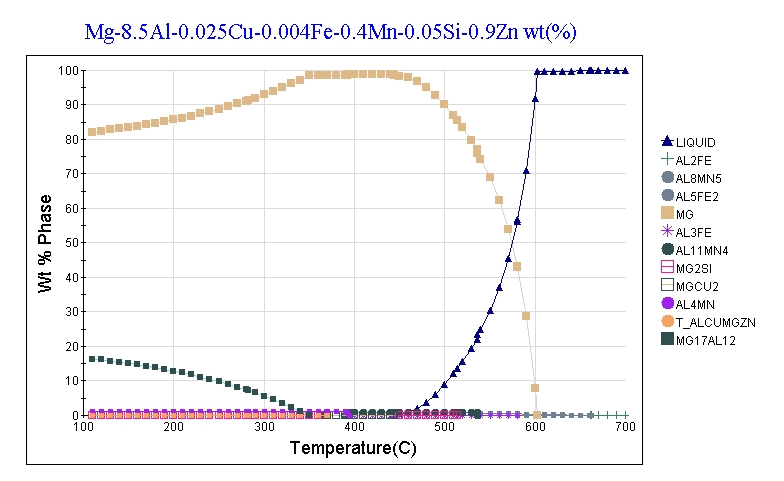 Mg-8.5Al-0.025Cu-0.004Fe-0.4Mn-0.05Si-0.9Zn wt(%)
100
90
80
70
60
50
40
30
20
10
0
Wt % Phase
100 200 300 400 500 600 700
Temperature(C)
LIQUID
AL2FE
AL8MN5
AL5FE2
MG
AL3FE
AL11MN4
MG2SI
MGCU2
AL4MN
T_ALCUMGZN
MG17AL12